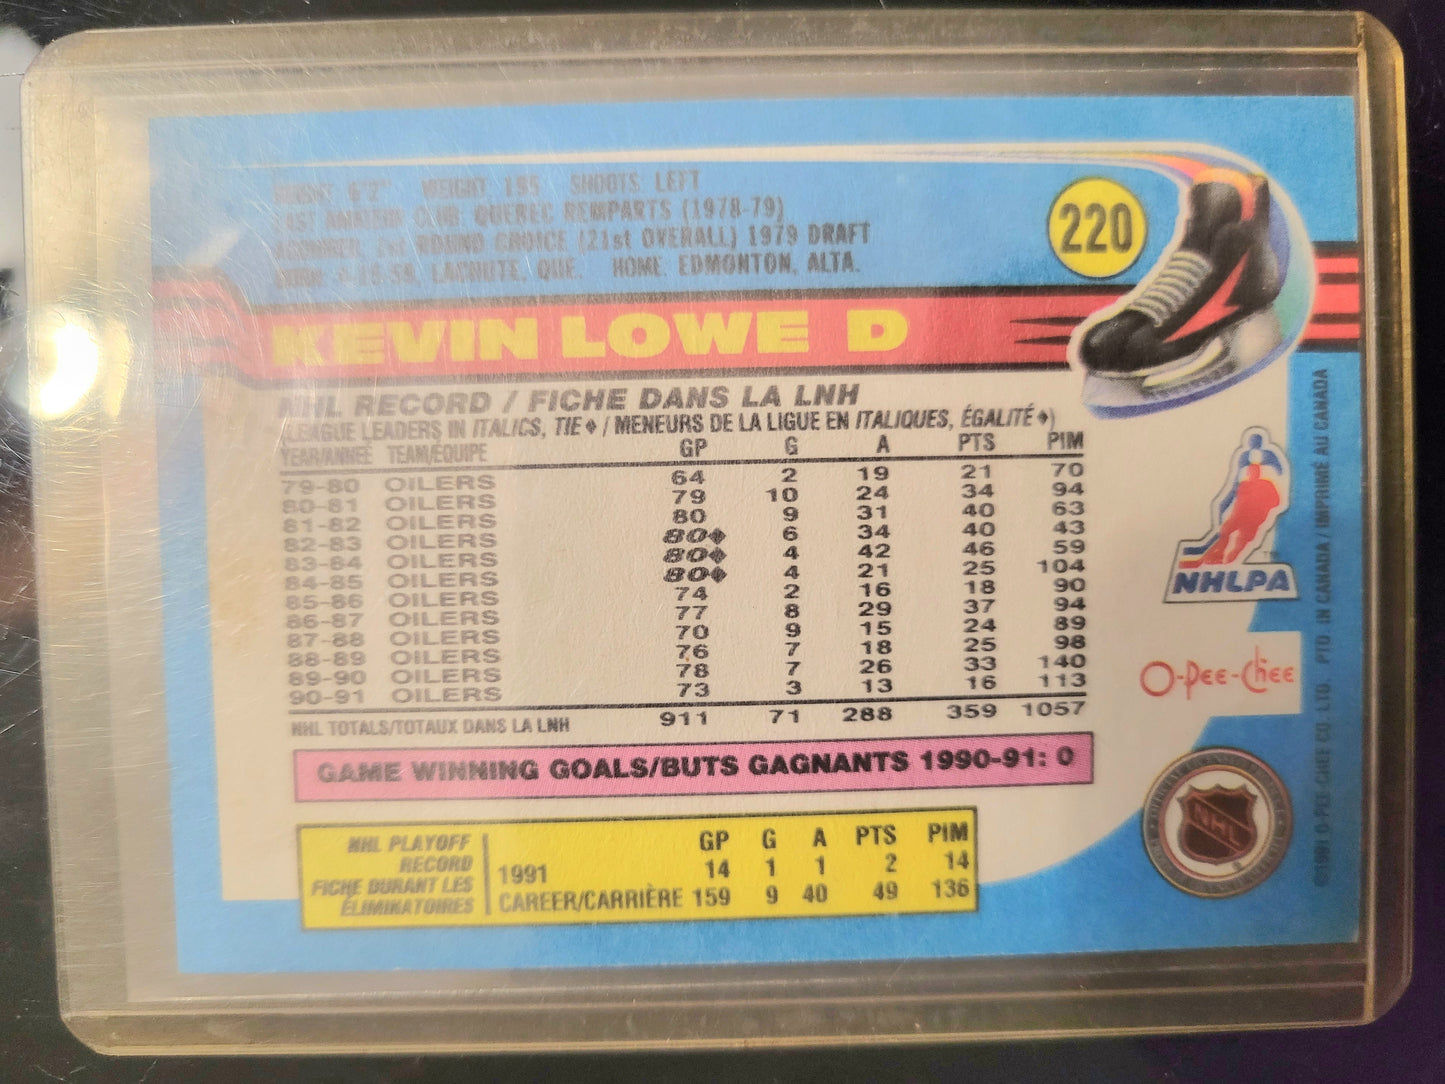 HEIGHT 6'2" WEIGHT 195 SHOOTS LEFT
LAST AMATEUR CLUB: QUEBEC REMPARTS (1978-79)
ACQUIRED: 1st ROUND CHOICE (21st OVERALL) 1979 DRAFT
BORN: LACHUTE, QUE. HOME: EDMONTON, ALTA.
220
KEVIN LOWE D
NHL RECORD / FICHE DANS LA LNH
(LEAGUE LEADERS IN ITALICS, TIE ♦ / MENEURS DE LA LIGUE EN ITALIQUES, ÉGALITÉ ♦)
YEAR/ANNÉE TEAM/ÉQUIPE GP G A PTS PIM
79-80 OILERS 64 2 19 21 70
80-81 OILERS 79 10 24 34 94
81-82 OILERS 80 9 31 40 63
82-83 OILERS 80♦ 6 34 40 43
83-84 OILERS 80♦ 4 42 46 59
84-85 OILERS 80♦ 4 21 25 104
85-86 OILERS 74 2 16 18 90
86-87 OILERS 77 8 29 37 94
87-88 OILERS 70 9 15 24 89
88-89 OILERS 76 7 18 25 98
89-90 OILERS 78 7 26 33 140
90-91 OILERS 73 3 13 16 113
NHL TOTALS/TOTAUX DANS LA LNH 911 71 288 359 1057
GAME WINNING GOALS/BUTS GAGNANTS 1990-91: 0
NHL PLAYOFF
RECORD
FICHE DURANT LES
ÉLIMINATOIRES
GP G A PTS PIM
1991 14 1 1 2 14
CAREER/CARRIÈRE 159 9 40 49 136
NHLPA
TM
O-Pee-Chee
NHL
©1991 O-PEE-CHEE CO. LTD. PTD. IN CANADA / IMPRIMÉ AU CANADA